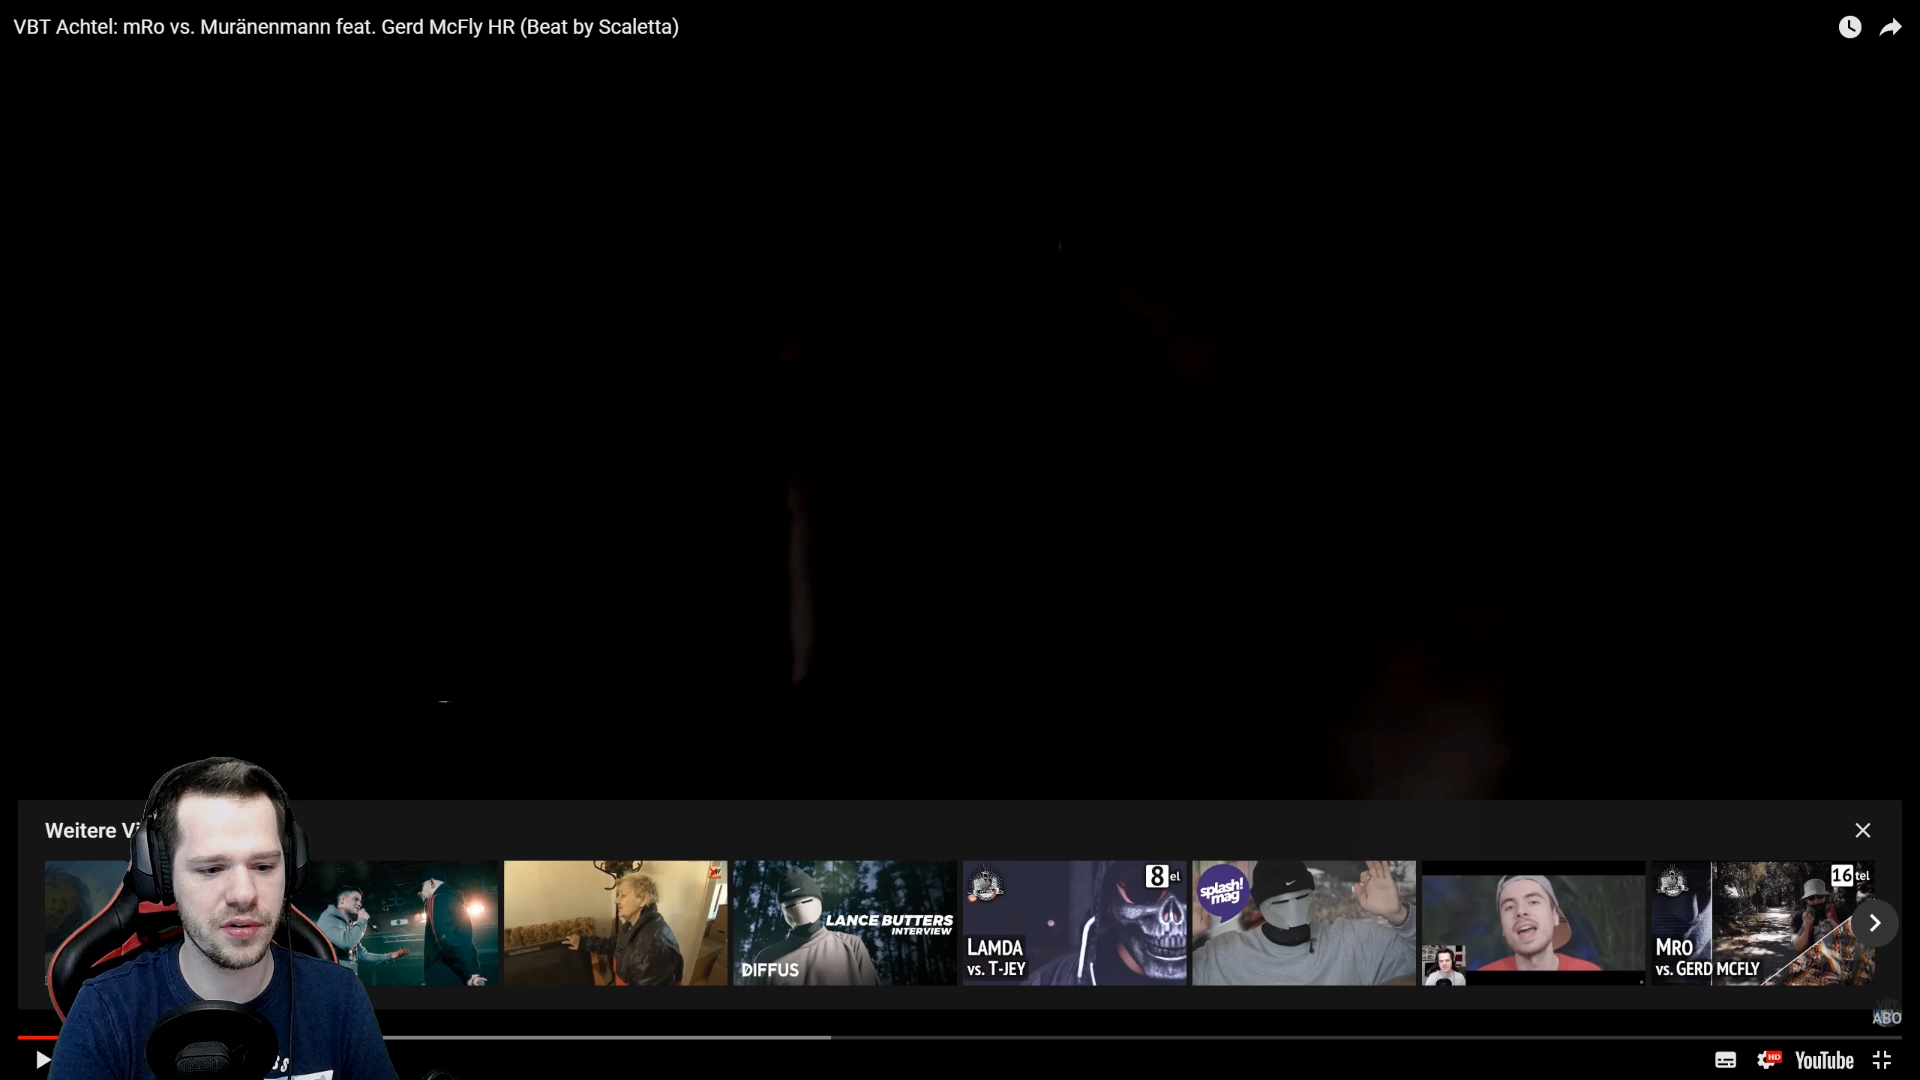 VBT Achtel: mRo vs. Muränenmann feat. Gerd McFly HR (Beat by Scaletta)
Weitere
LANCE BUTTERS
INTERVIEW
DIFFUS
8el
LAMDA
vs. T-JEY
splash!
mag
16tel
MRO
vs. GERD MCFLY
ABO
HD
YouTube